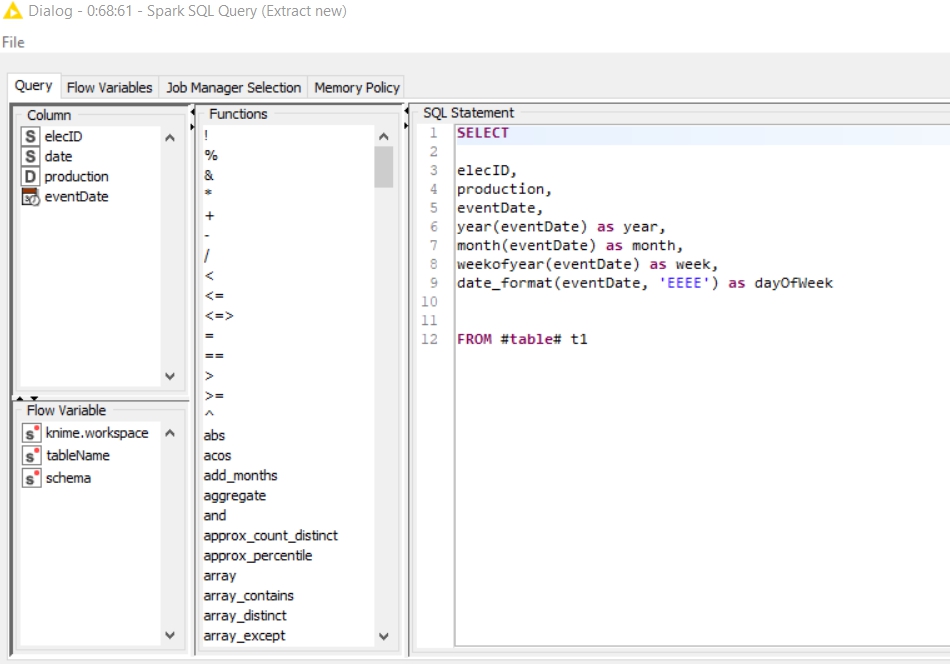 Dialog - 0:68:61 - Spark SQL Query (Extract new)
File
Query Flow Variables Job Manager Selection Memory Policy
Column
S elecID
S date
D production
eventDate
Flow Variable
s knime.workspace
s tableName
s schema
Functions
!
%
&
*
+
-
/
<
<=
<=>
=
==
>
>=
^
abs
acos
add_months
aggregate
and
approx_count_distinct
approx_percentile
array
array_contains
array_distinct
array_except
SQL Statement
1 SELECT
2
3 elecID,
4 production,
5 eventDate,
6 year(eventDate) as year,
7 month(eventDate) as month,
8 weekofyear(eventDate) as week,
9 date_format(eventDate, 'EEEE') as dayOfWeek
10
11
12 FROM #table# t1